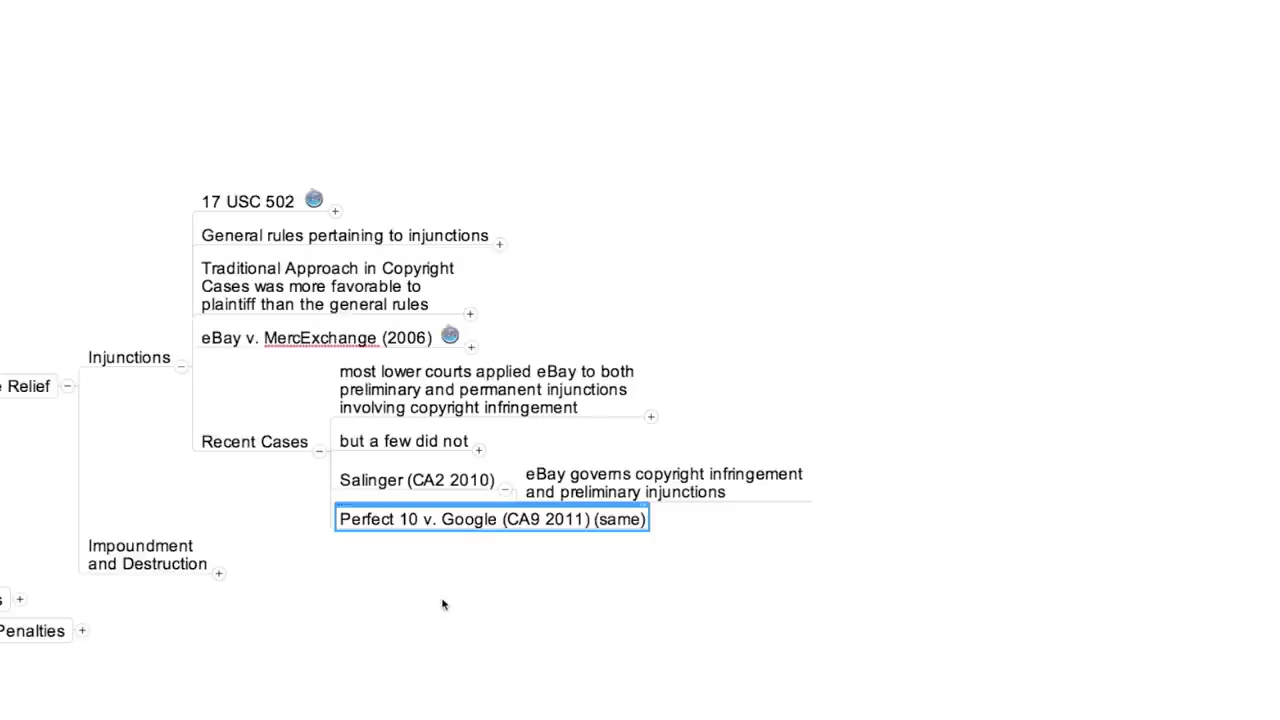 17 USC 502
General rules pertaining to injunctions
Traditional Approach in Copyright
Cases was more favorable to
plaintiff than the general rules
eBay v. MercExchange (2006)
Injunctions
most lower courts applied eBay to both
preliminary and permanent injunctions
involving copyright infringement
Relief
Recent Cases
but a few did not
Salinger (CA2 2010)
eBay governs copyright infringement
and preliminary injunctions
Perfect 10 v. Google (CA9 2011) (same)
Impoundment
and Destruction
Penalties